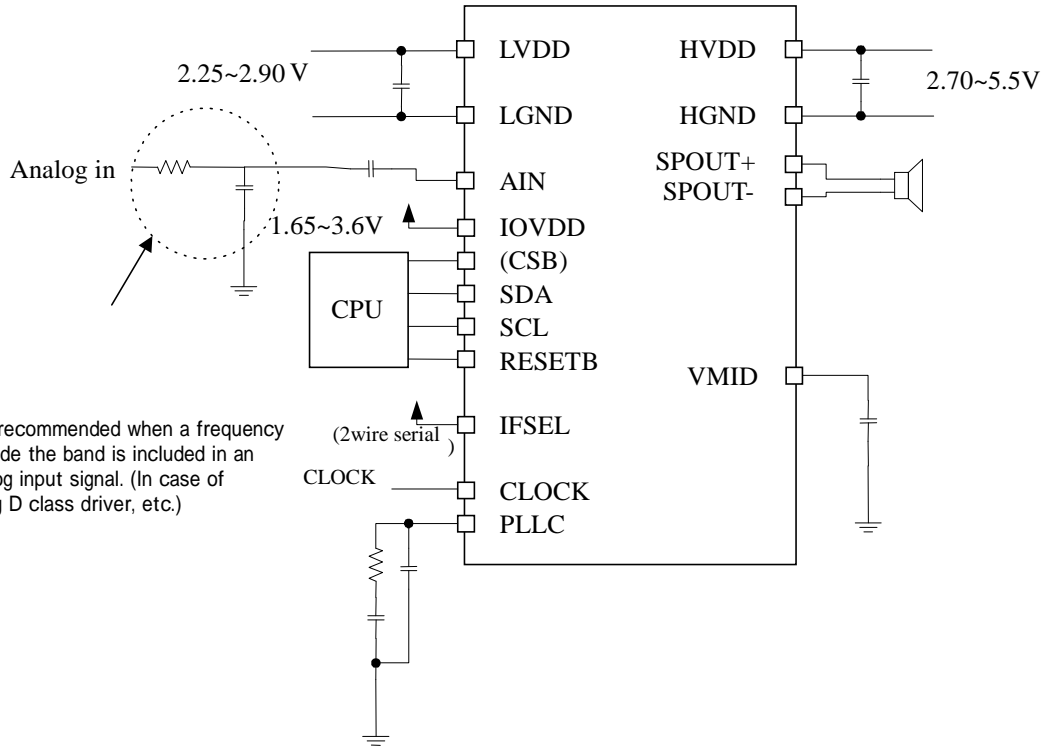 LVDD
HVDD
2.25~2.90 V
2.70~5.5V
LGND
HGND
SPOUT+
SPOUT-
Analog in
AIN
1.65~3.6V
IOVDD
(CSB)
CPU
SDA
SCL
RESETB
VMID
recommended when a frequency
de the band is included in an
og input signal. (In case of
g D class driver, etc.)
(2wire serial )
IFSEL
CLOCK
CLOCK
PLLC